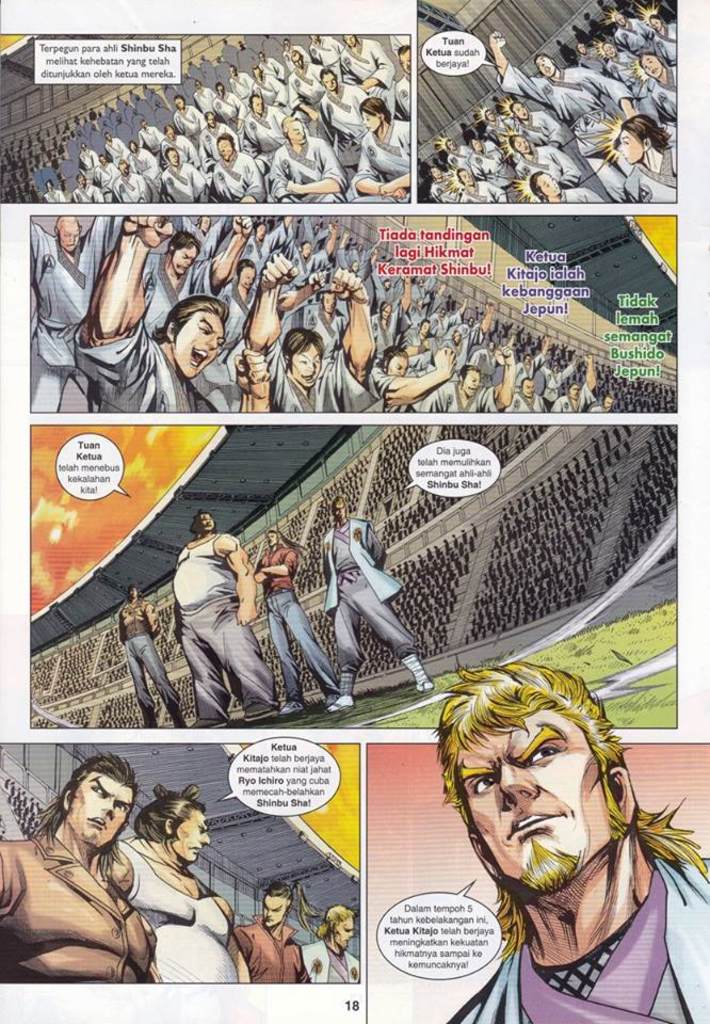 Terpegun para ahli Shinbu Sha
melihat kehebatan yang telah
ditunjukkan oleh ketua mereka.
Tuan
Ketua sudah
berjaya!
Tiada tandingan
lagi Hikmat
Keramat Shinbu!
Ketua
Kitajo ialah
kebanggaan
Jepun!
Tidak
lemah
semangat
Bushido
Jepun!
Tuan
Ketua
telah menebus
kekalahan
kita!
Dia juga
telah memulihkan
semangat ahli-ahli
Shinbu Sha!
Ketua
Kitajo telah berjaya
mematahkan niat jahat
Ryo Ichiro yang cuba
memecah-belahkan
Shinbu Sha!
Dalam tempoh 5
tahun kebelakangan ini,
Ketua Kitajo telah berjaya
meningkatkan kekuatan
hikmatnya sampai ke
kemuncaknya!
18